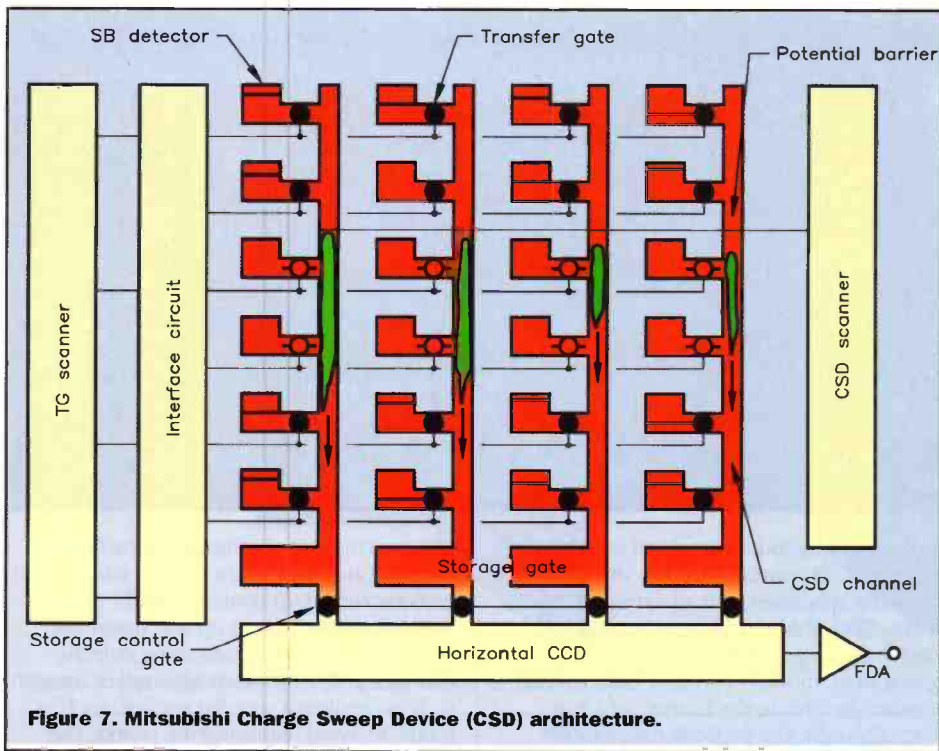 SB detector
Transfer gate
Potential barrier
TG scanner
Interface circuit
CSD scanner
Storage gate
CSD channel
Storage control
gate
Horizontal CCD
FDA
Figure 7. Mitsubishi Charge Sweep Device (CSD) architecture.